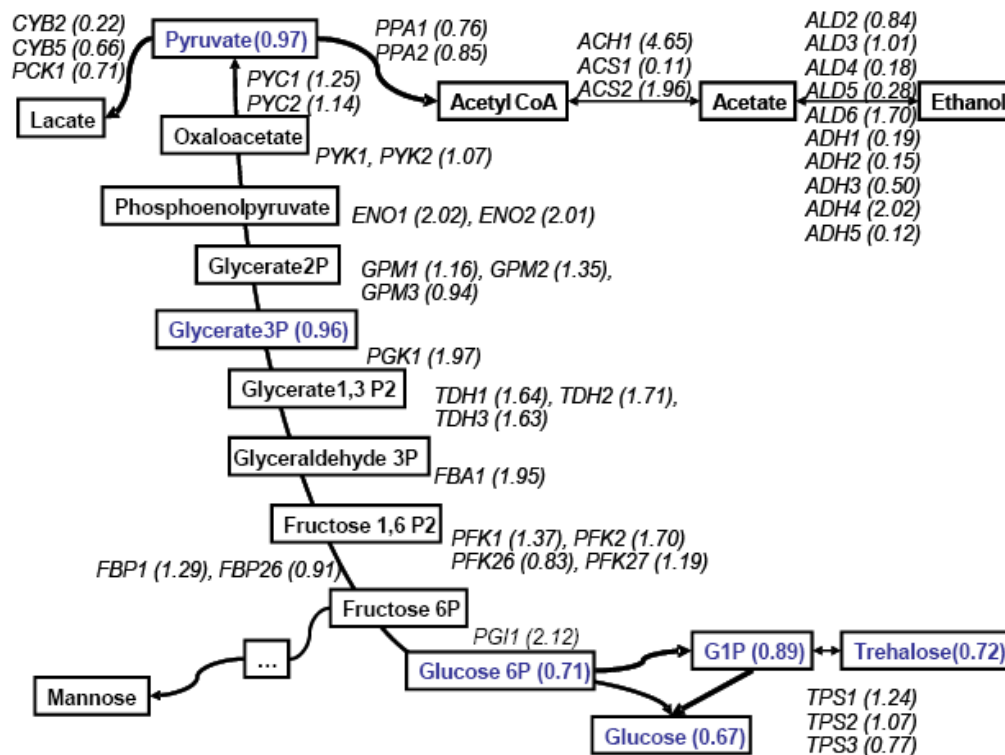 CYB2 (0.22)
CYB5 (0.66)
PCK1 (0.71)
Pyruvate(0.97)
PPA1 (0.76)
PPA2 (0.85)
ACH1 (4.65)
ACS1 (0.11)
ACS2 (1.96)
ALD2 (0.84)
ALD3 (1.01)
ALD4 (0.18)
ALD5 (0.28)
ALD6 (1.70)
ADH1 (0.19)
ADH2 (0.15)
ADH3 (0.50)
ADH4 (2.02)
ADH5 (0.12)
Lacate
PYC1 (1.25)
PYC2 (1.14)
Acetyl CoA
Acetate
Ethanol
Oxaloacetate
PYK1, PYK2 (1.07)
Phosphoenolpyruvate
ENO1 (2.02), ENO2 (2.01)
Glycerate2P
GPM1 (1.16), GPM2 (1.35),
GPM3 (0.94)
Glycerate3P (0.96)
PGK1 (1.97)
Glycerate1,3 P2
TDH1 (1.64), TDH2 (1.71),
TDH3 (1.63)
Glyceraldehyde 3P
FBA1 (1.95)
Fructose 1,6 P2
PFK1 (1.37), PFK2 (1.70)
PFK26 (0.83), PFK27 (1.19)
FBP1 (1.29), FBP26 (0.91)
Fructose 6P
PGI1 (2.12)
...
Mannose
Glucose 6P (0.71)
G1P (0.89)
Trehalose(0.72)
Glucose (0.67)
TPS1 (1.24)
TPS2 (1.07)
TPS3 (0.77)